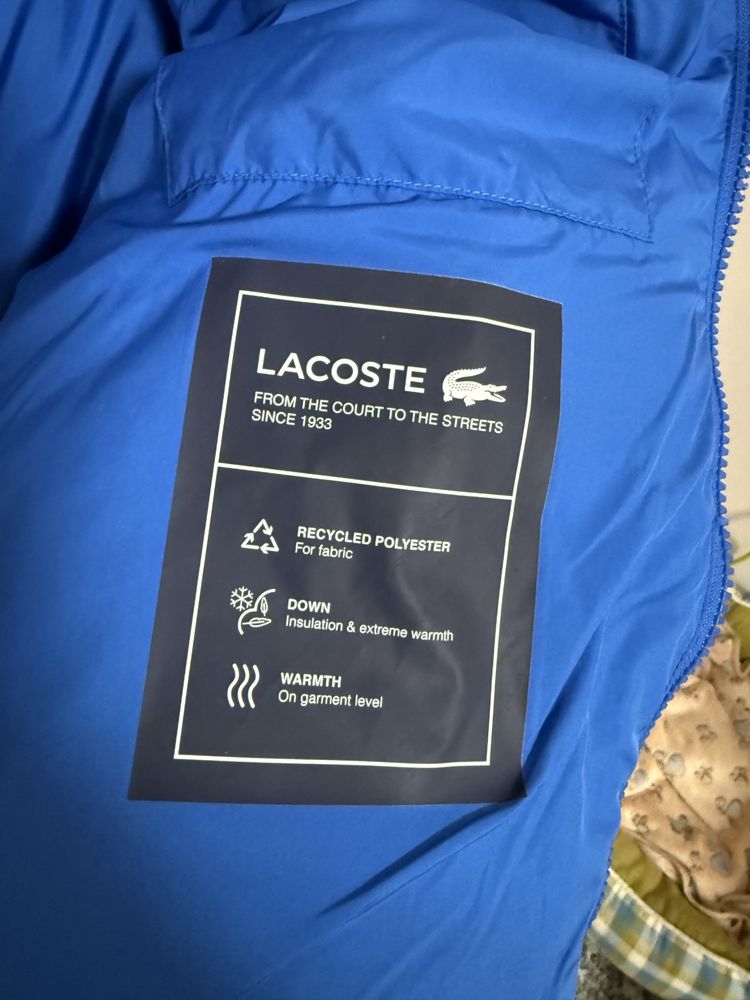 LACOSTE
FROM THE COURT TO THE STREETS
SINCE 1933
RECYCLED POLYESTER
For fabric
DOWN
Insulation & extreme warmth
WARMTH
On garment level